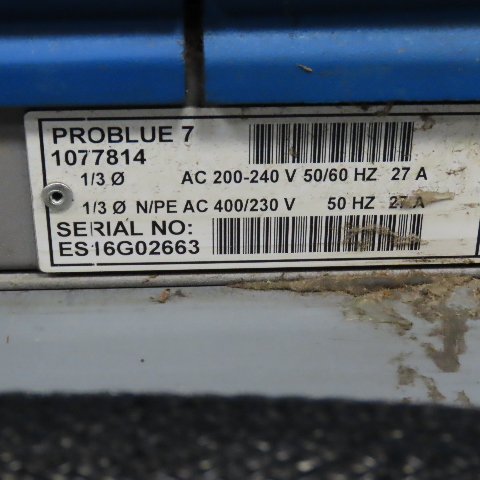 PROBLUE 7
1077814
1/3 Ø AC 200-240 V 50/60 HZ 27 A
1/3 Ø N/PE AC 400/230 V 50 HZ 27 A
SERIAL NO:
ES16G02663